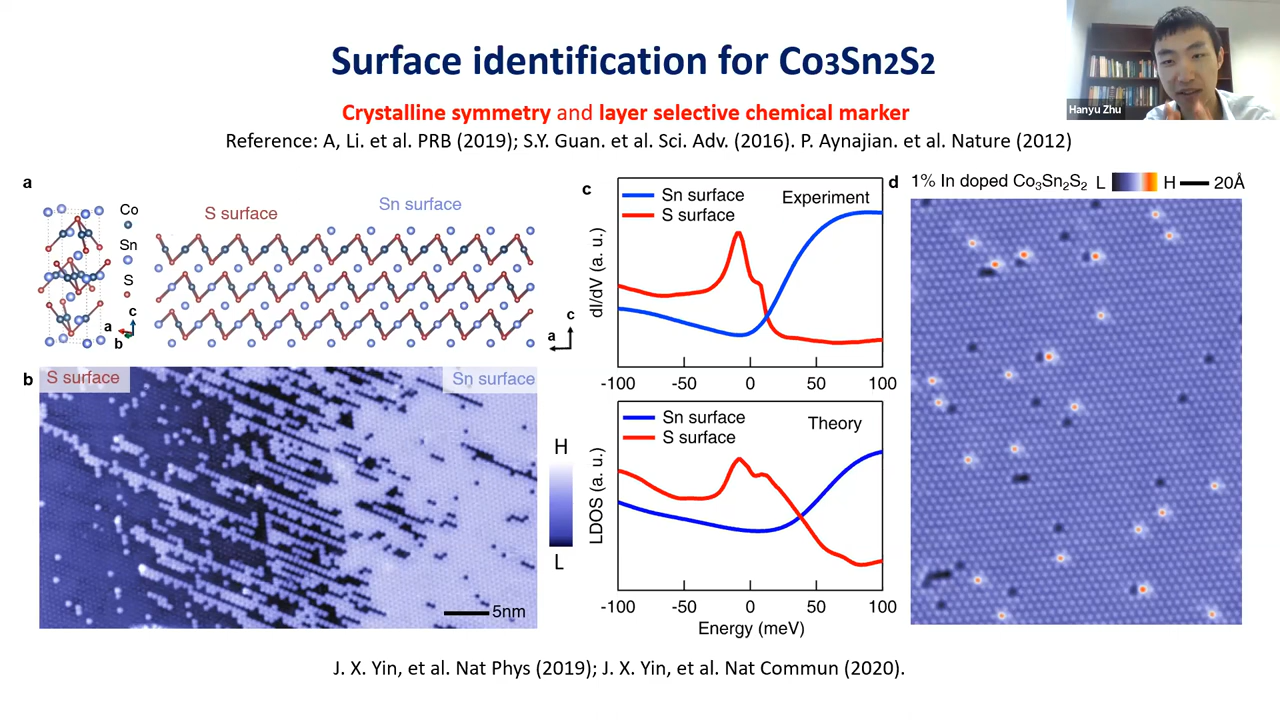 Surface identification for Co3Sn2S2
Hanyu Zhu
Crystalline symmetry and layer selective chemical marker
Reference: A, Li. et al. PRB (2019); S.Y. Guan. et al. Sci. Adv. (2016). P. Aynajian. et al. Nature (2012)
a
Co
Sn
S
c
a
b
S surface
Sn surface
c
a
b
S surface
Sn surface
5nm
H
L
c
Sn surface
S surface
Experiment
dI/dV (a. u.)
-100 -50 0 50 100
Sn surface
S surface
Theory
LDOS (a. u.)
-100 -50 0 50 100
Energy (meV)
d
1% In doped Co₃Sn₂S₂ L H 20Å
J. X. Yin, et al. Nat Phys (2019); J. X. Yin, et al. Nat Commun (2020).